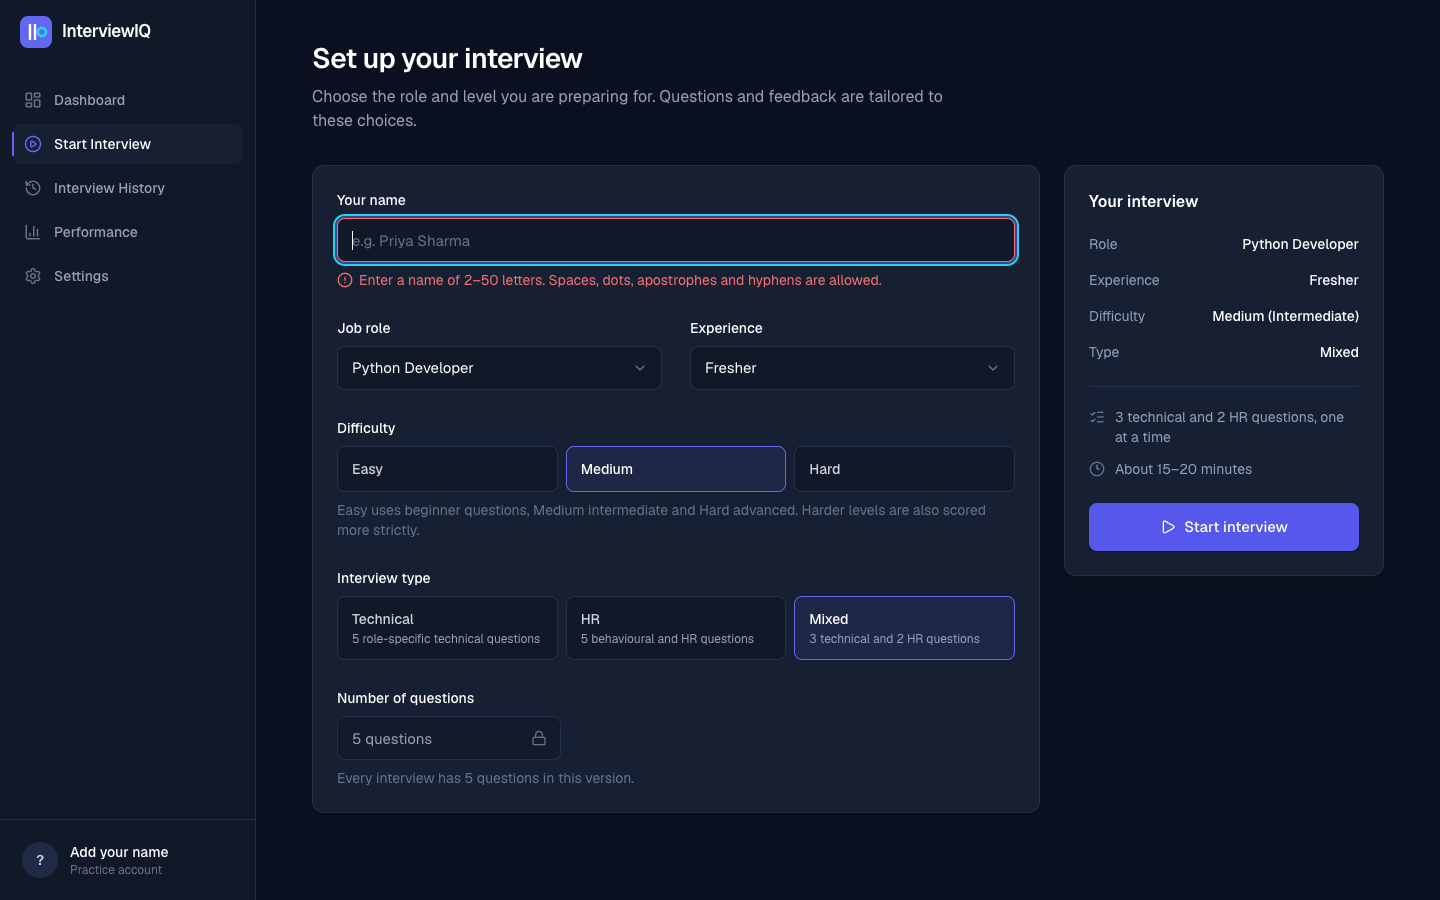 InterviewIQ
Dashboard
Start Interview
Interview History
Performance
Settings
?
Add your name
Practice account
Set up your interview
Choose the role and level you are preparing for. Questions and feedback are tailored to
these choices.
Your name
e.g. Priya Sharma
Enter a name of 2–50 letters. Spaces, dots, apostrophes and hyphens are allowed.
Job role
Experience
Python Developer
Fresher
Difficulty
Easy
Medium
Hard
Easy uses beginner questions, Medium intermediate and Hard advanced. Harder levels are also scored
more strictly.
Interview type
Technical
5 role-specific technical questions
HR
5 behavioural and HR questions
Mixed
3 technical and 2 HR questions
Number of questions
5 questions
Every interview has 5 questions in this version.
Your interview
Role Python Developer
Experience Fresher
Difficulty Medium (Intermediate)
Type Mixed
3 technical and 2 HR questions, one
at a time
About 15–20 minutes
Start interview